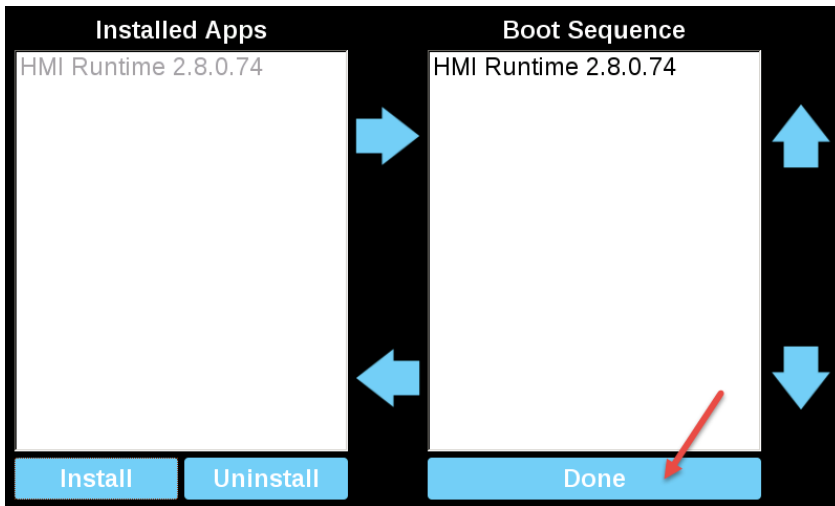 Installed Apps
HMI Runtime 2.8.0.74
Install
Uninstall
Boot Sequence
HMI Runtime 2.8.0.74
Done